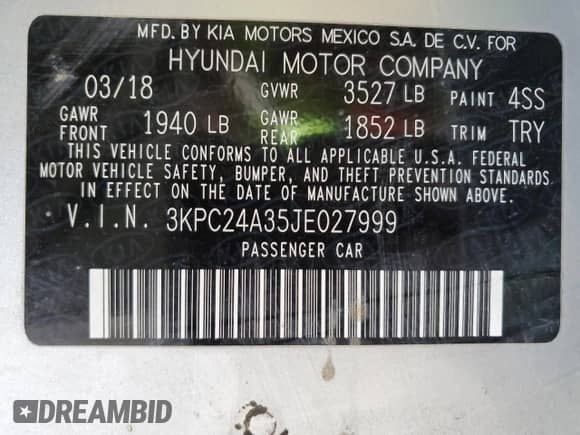 MFD. BY KIA MOTORS MEXICO S.A. DE C.V. FOR
HYUNDAI MOTOR COMPANY
03/18 GVWR 3527 LB PAINT 4SS
GAWR FRONT 1940 LB GAWR REAR 1852 LB TRIM TRY
THIS VEHICLE CONFORMS TO ALL APPLICABLE U.S.A. FEDERAL
MOTOR VEHICLE SAFETY, BUMPER, AND THEFT PREVENTION STANDARDS
IN EFFECT ON THE DATE OF MANUFACTURE SHOWN ABOVE.
V.I.N. 3KPC24A35JE027999
PASSENGER CAR
DREAMBID